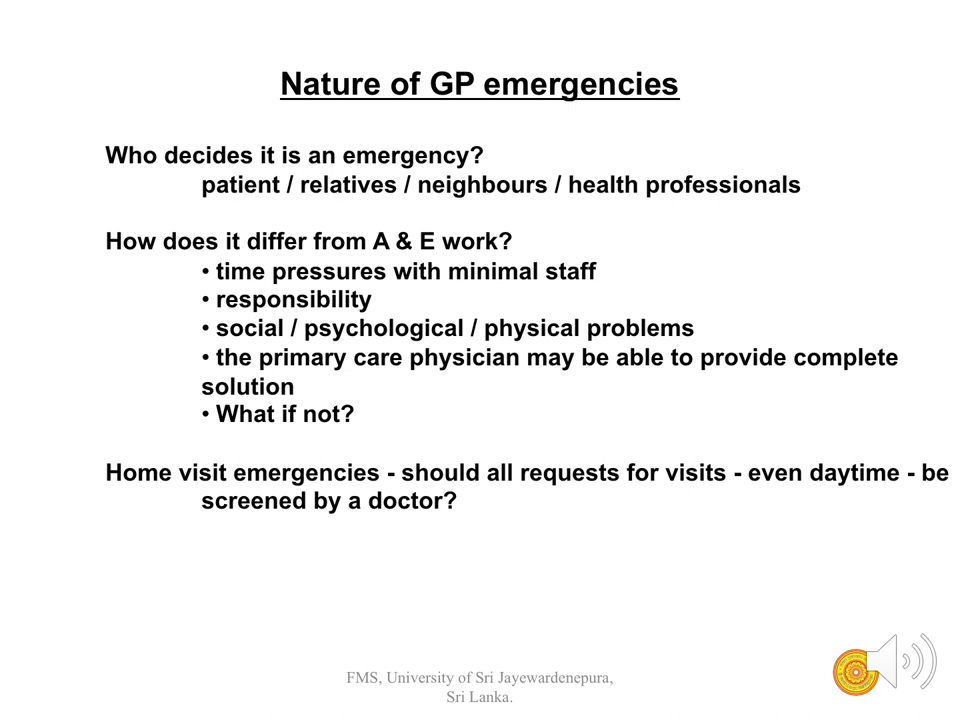 Nature of GP emergencies
Who decides it is an emergency?
patient / relatives / neighbours / health professionals
How does it differ from A & E work?
• time pressures with minimal staff
• responsibility
• social / psychological / physical problems
• the primary care physician may be able to provide complete
solution
• What if not?
Home visit emergencies - should all requests for visits - even daytime - be
screened by a doctor?
FMS, University of Sri Jayewardenepura,
Sri Lanka.